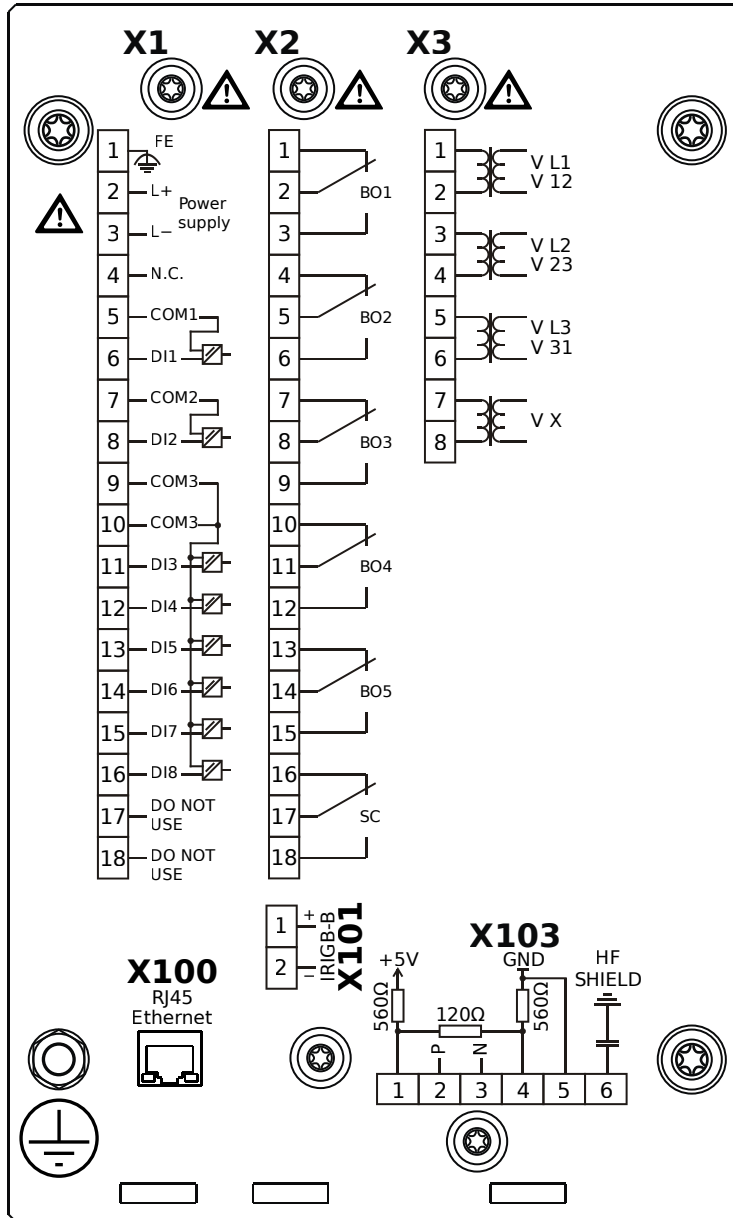 X1 X2 X3
1 FE
2 L+
Power
supply
3 L−
4 N.C.
5 COM1
6 DI1
7 COM2
8 DI2
9 COM3
10 COM3
11 DI3
12 DI4
13 DI5
14 DI6
15 DI7
16 DI8
17 DO NOT
USE
18 DO NOT
USE
1
2 BO1
3
4
5 BO2
6
7
8 BO3
9
10
11 BO4
12
13
14 BO5
15
16
17 SC
18
1 V L1
2 V 12
3 V L2
4 V 23
5 V L3
6 V 31
7 V X
8
1 +
2 −
IRIGB-B
X101
X100
RJ45
Ethernet
X103
+5V GND HF
SHIELD
560Ω 120Ω 560Ω
P N
1 2 3 4 5 6